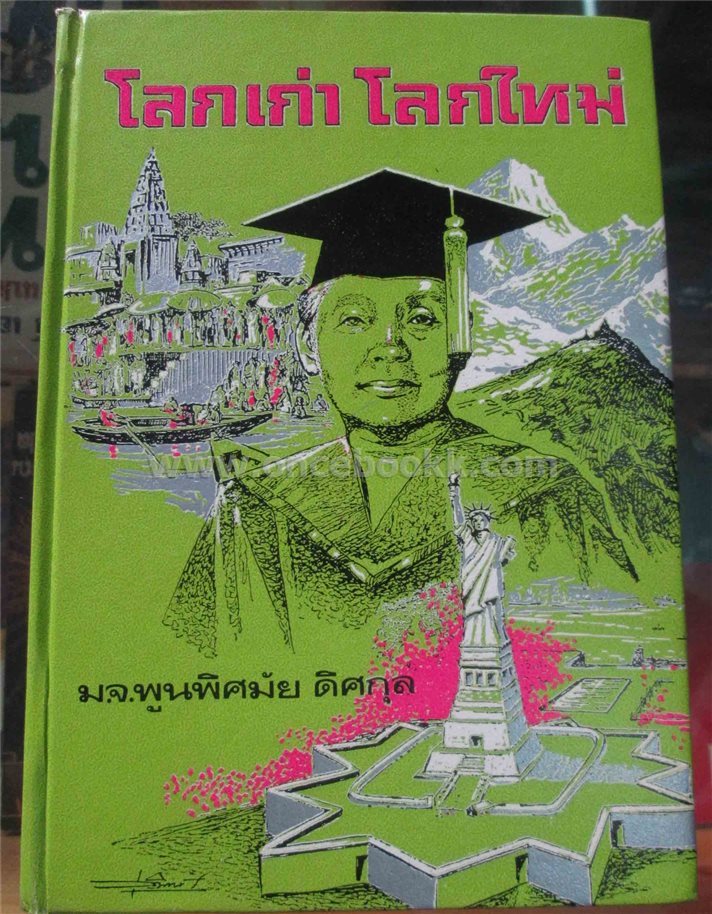 โลกเก่า โลกใหม่
www.oncebookk.com
ม.จ.พูนพิศมัย ดิศกุล